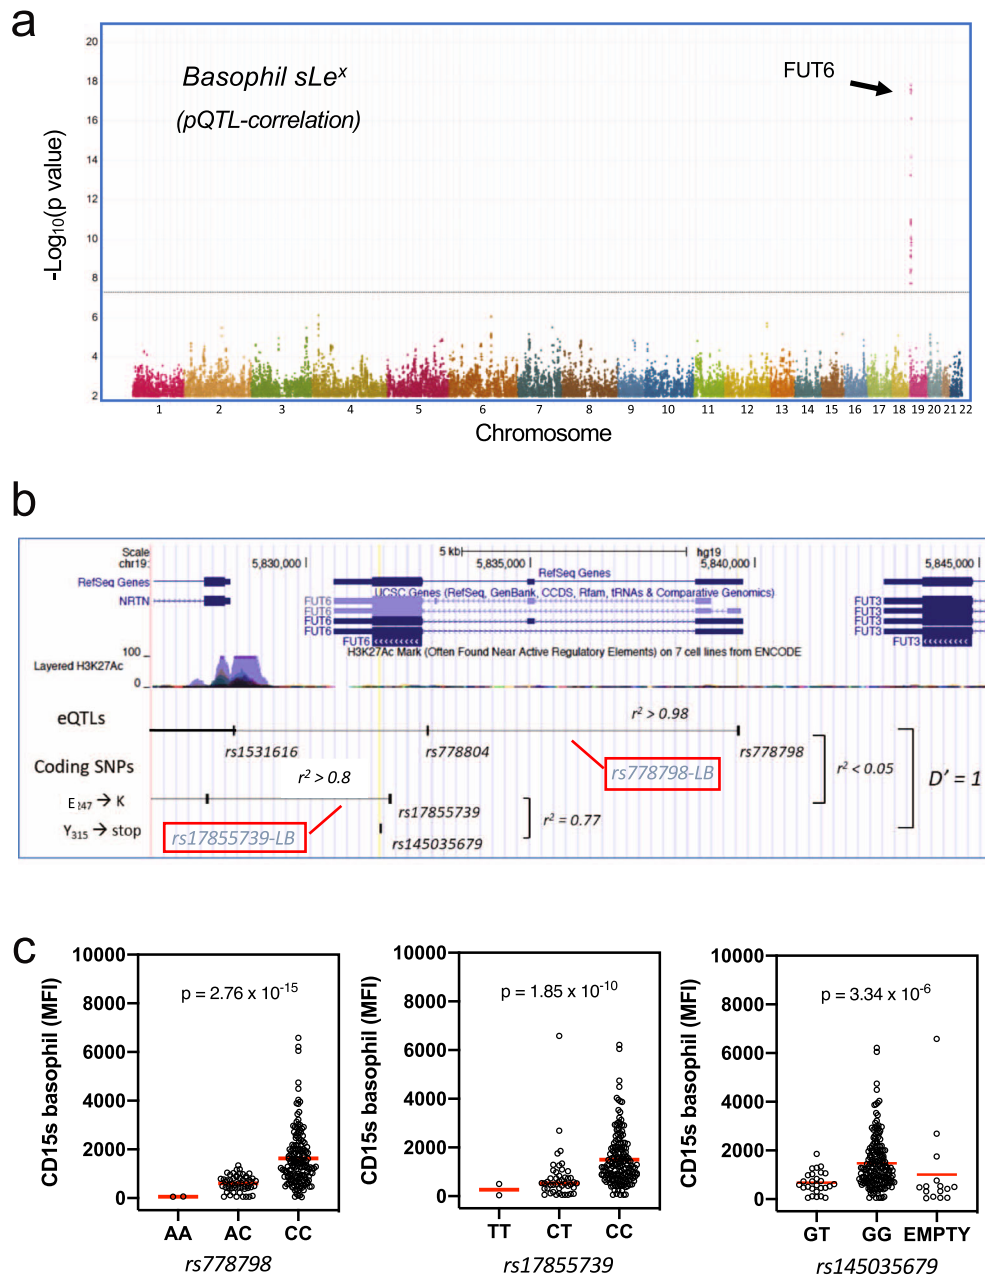 a
20
18
16
14
12
10
8
6
4
2
-Log10(p value)
Basophil sLex
(pQTL-correlation)
FUT6
1 2 3 4 5 6 7 8 9 10 11 12 13 14 15 16 17 18 19 20 21 22
Chromosome
b
Scale
chr19:
5 kb
hg19
5,830,000
5,835,000
5,840,000
5,845,000
RefSeq Genes
RefSeq Genes
UCSC Genes (RefSeq, GenBank, CCDS, Rfam, tRNAs & Comparative Genomics)
NRTN
FUT6
FUT6
FUT6
FUT6
FUT6
FUT3
FUT3
FUT3
FUT3
FUT3
H3K27Ac Mark (Often Found Near Active Regulatory Elements) on 7 cell lines from ENCODE
100
Layered H3K27Ac
0
eQTLs
r2 > 0.98
rs1531616
rs778804
rs778798
Coding SNPs
r2 > 0.8
rs778798-LB
r2 < 0.05
D' = 1
E247 → K
rs17855739
r2 = 0.77
Y315 → stop
rs17855739-LB
rs145035679
c
CD15s basophil (MFI)
10000
8000
6000
4000
2000
0
p = 2.76 x 10-15
AA AC CC
rs778798
CD15s basophil (MFI)
10000
8000
6000
4000
2000
0
p = 1.85 x 10-10
TT CT CC
rs17855739
CD15s basophil (MFI)
10000
8000
6000
4000
2000
0
p = 3.34 x 10-6
GT GG EMPTY
rs145035679